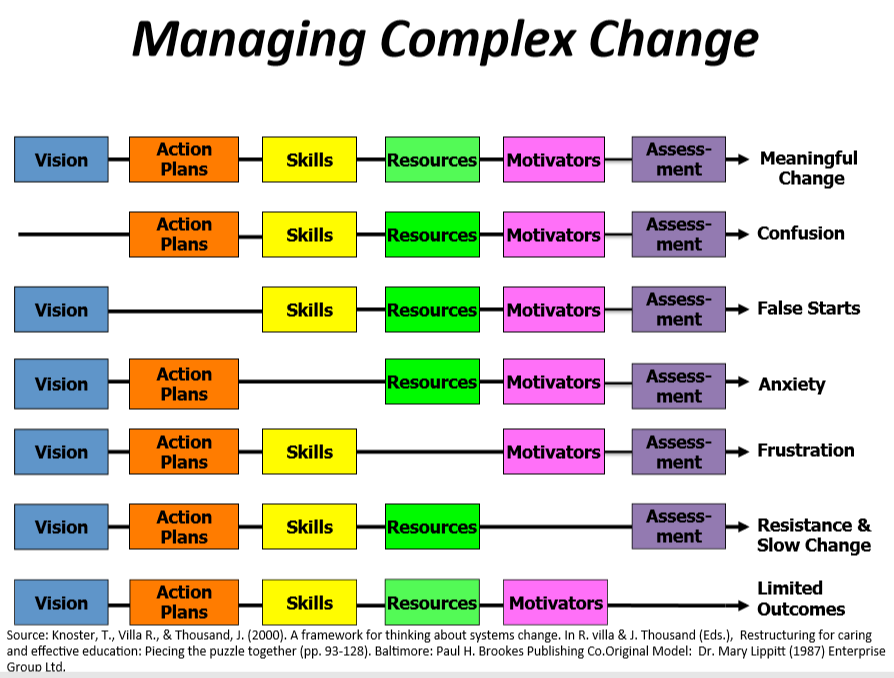 Managing Complex Change
Vision
Action
Plans
Skills
Resources
Motivators
Assess-
ment
Meaningful
Change
Action
Plans
Skills
Resources
Motivators
Assess-
ment
Confusion
Vision
Skills
Resources
Motivators
Assess-
ment
False Starts
Vision
Action
Plans
Resources
Motivators
Assess-
ment
Anxiety
Vision
Action
Plans
Skills
Motivators
Assess-
ment
Frustration
Vision
Action
Plans
Skills
Resources
Assess-
ment
Resistance &
Slow Change
Vision
Action
Plans
Skills
Resources
Motivators
Limited
Outcomes
Source: Knoster, T., Villa R., & Thousand, J. (2000). A framework for thinking about systems change. In R. villa & J. Thousand (Eds.), Restructuring for caring
and effective education: Piecing the puzzle together (pp. 93-128). Baltimore: Paul H. Brookes Publishing Co.Original Model: Dr. Mary Lippitt (1987) Enterprise
Group Ltd.